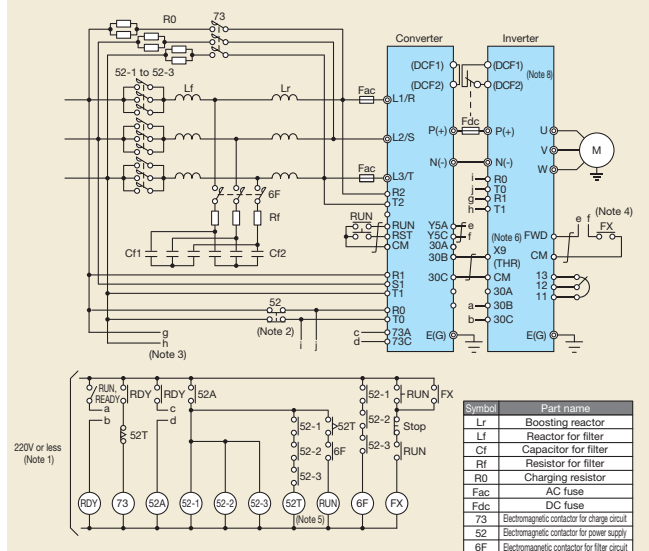 R0 73
Converter Inverter
(DCF1) (DCF1)
(Note 8)
(DCF2) (DCF2)
52-1 to 52-3
Lf Lr Fac
L1/R
Fdc
P(+) P(+) U
L2/S
V M
N(-) N(-) W
Fac
L3/T
i R0
R2 j T0
6F T2 g R1
h T1
Rf
RUN RUN Y5A e
RST Y5C f
CM 30A
(Note 6) FWD e f (Note 4)
FX
X9
30B (THR) CM
Cf1 Cf2
30C CM 13
12
R1 30A 11
S1
T1 a 30B
52 R0 b 30C
T0
(Note 2)
g c 73A
h i j d 73C E(G) E(G)
(Note 3)
RUN, READY RDY RDY 52A 52-1 RUN FX
a c
b 52T d 52-1 52T 52-2 Stop
52-2 6F 52-3 RUN
52-3
220V or less
(Note 1)
RDY 73 52A 52-1 52-2 52-3 52T RUN 6F FX
(Note 5)
Symbol Part name
Lr Boosting reactor
Lf Reactor for filter
Cf Capacitor for filter
Rf Resistor for filter
R0 Charging resistor
Fac AC fuse
Fdc DC fuse
73 Electromagnetic contactor for charge circuit
52 Electromagnetic contactor for power supply
6F Electromagnetic contactor for filter circuit